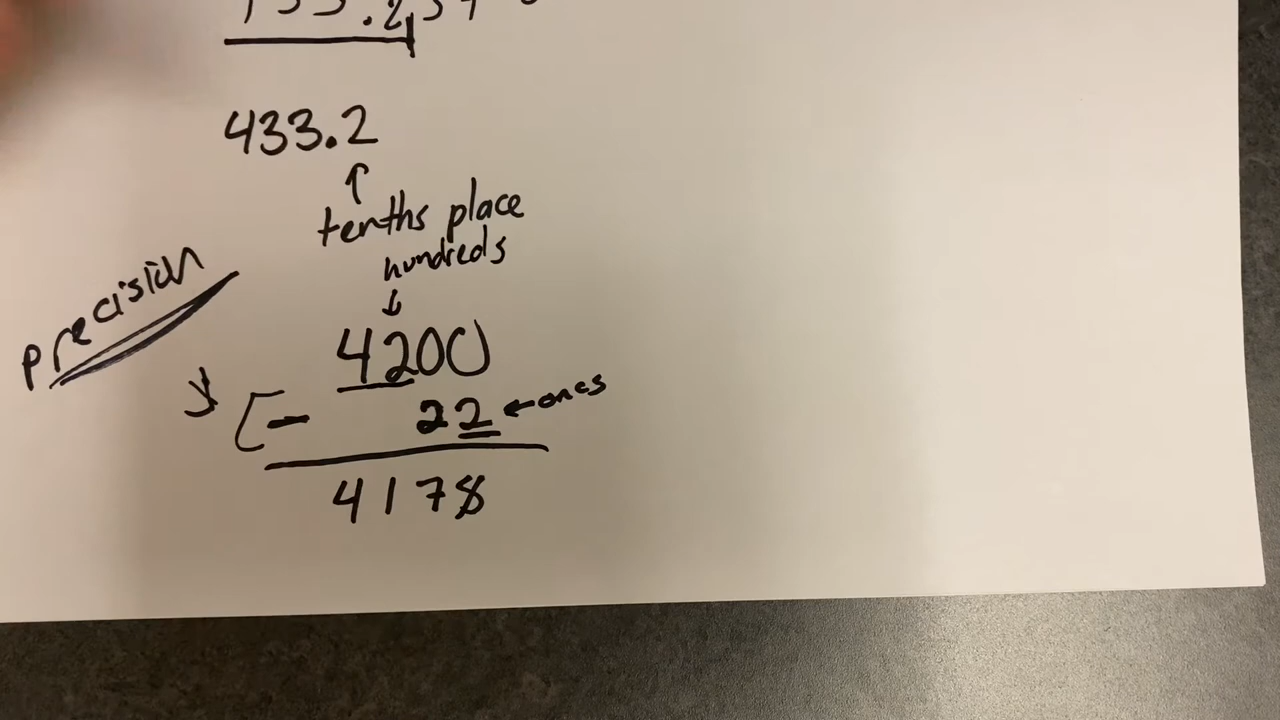 433.2
↑
tenths place
hundreds
↓
precision
4200
- 22 ← ones
4178